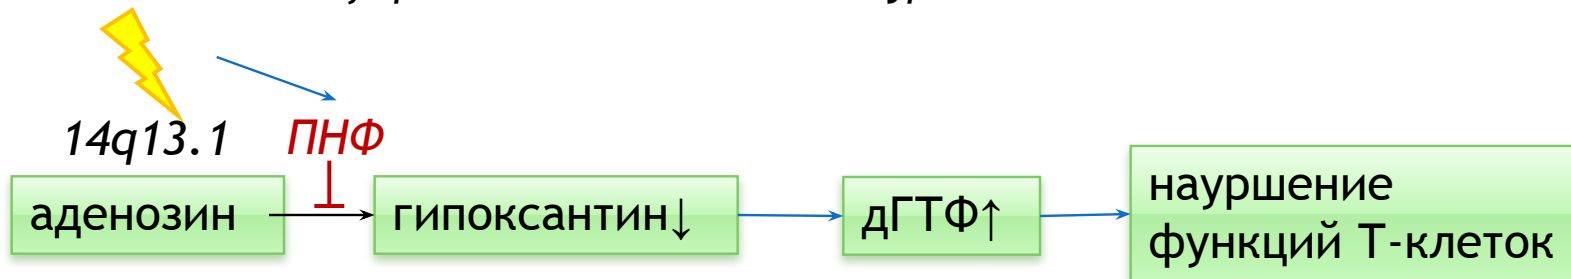 14q13.1
ПНФ
аденозин
гипоксантин↓
дГТФ↑
науршение
функций Т-клеток